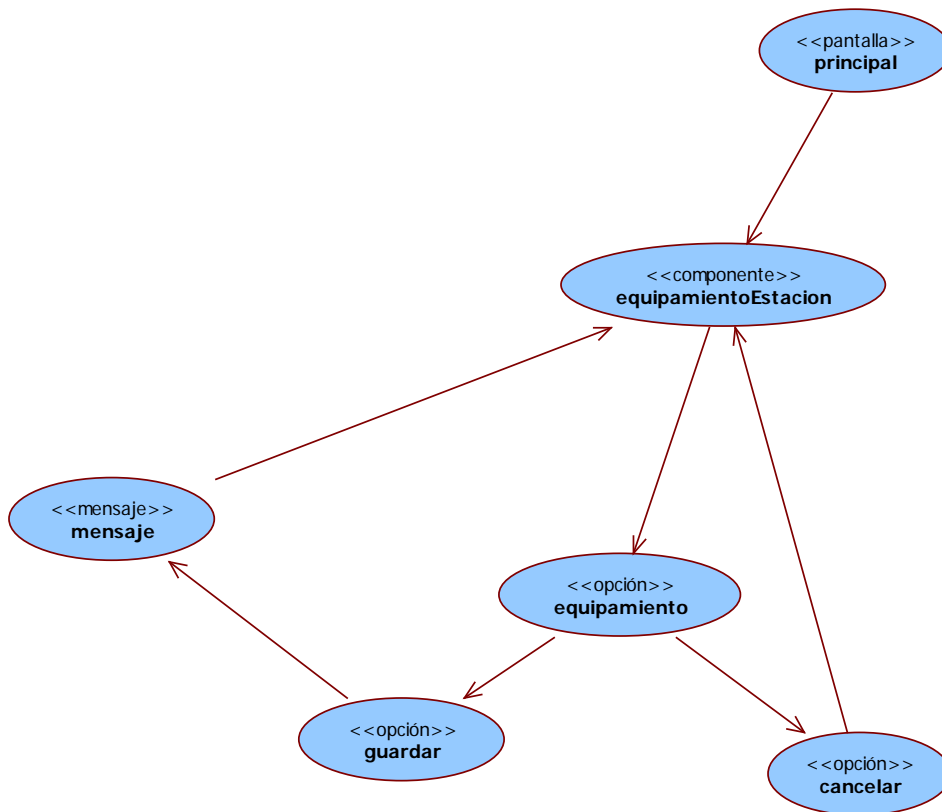 <<pantalla>>
principal
<<componente>>
equipamientoEstacion
<<mensaje>>
mensaje
<<opción>>
equipamiento
<<opción>>
guardar
<<opción>>
cancelar